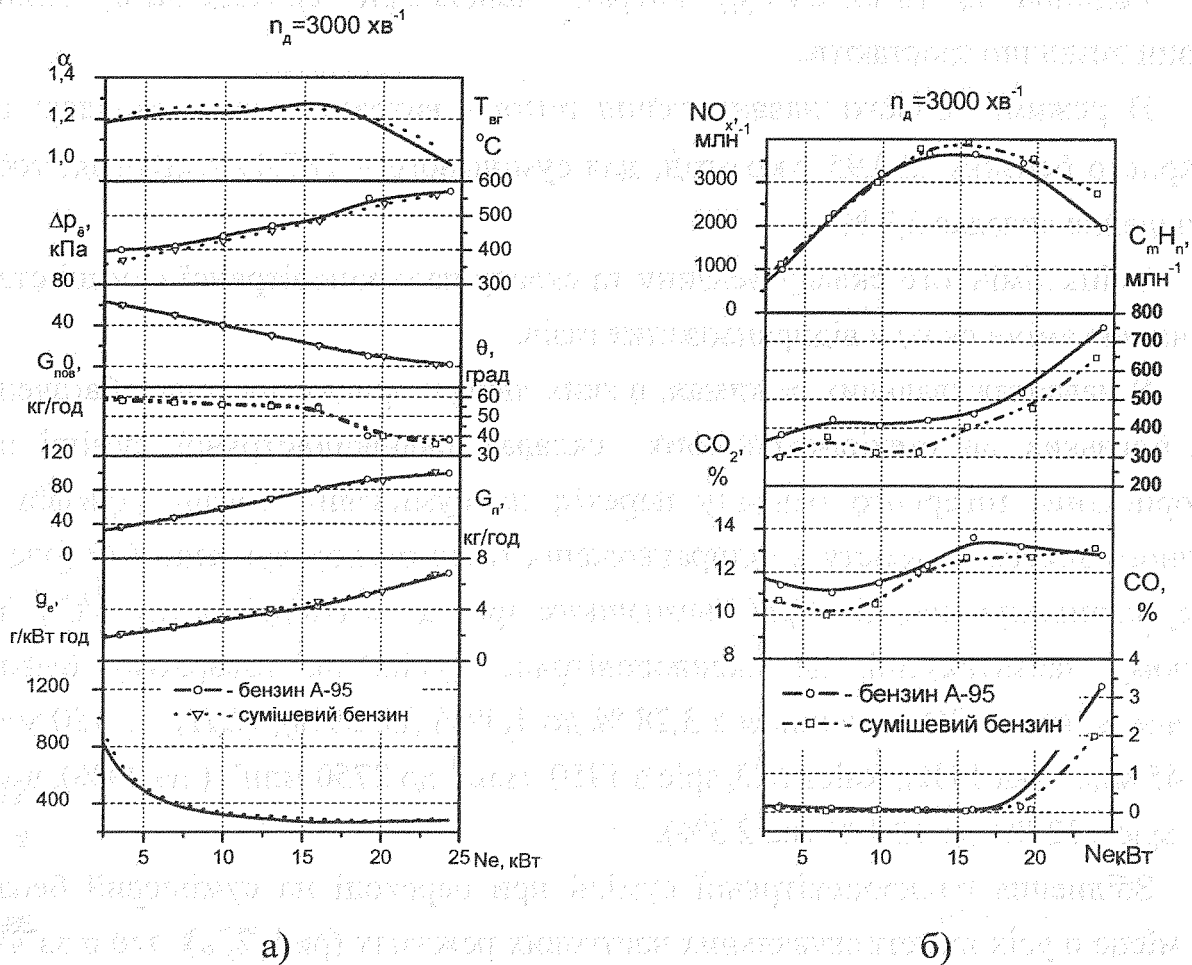 n_д=3000 хв⁻¹
α
1,4
1,2
1,0
T_вг
°C
600
500
400
300
Δp_в
кПа
80
40
0
θ,
град
60
50
40
30
G_пов,
кг/год
120
80
40
0
G_п,
кг/год
8
4
0
g_e,
г/кВт год
1200
800
400
- бензин А-95
- сумішевий бензин
5 10 15 20 25
Ne, кВт
а)
n_д=3000 хв⁻¹
NO_x,
млн⁻¹
3000
2000
1000
0
C_mH_n,
млн⁻¹
800
750
500
400
300
200
CO₂,
%
14
12
10
8
CO,
%
4
3
2
1
0
- бензин А-95
- сумішевий бензин
5 10 15 20
Ne кВт
б)